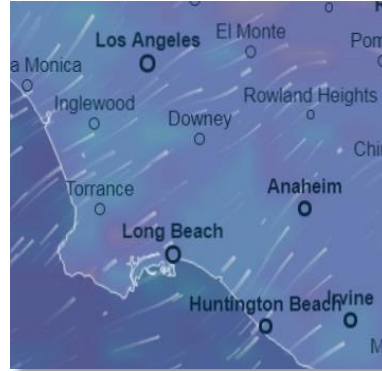 El Monte
Los Angeles
Pom
a Monica
Rowland Heights
Inglewood
Downey
Chi
Torrance
Anaheim
Long Beach
Huntington Beach
Irvine
M